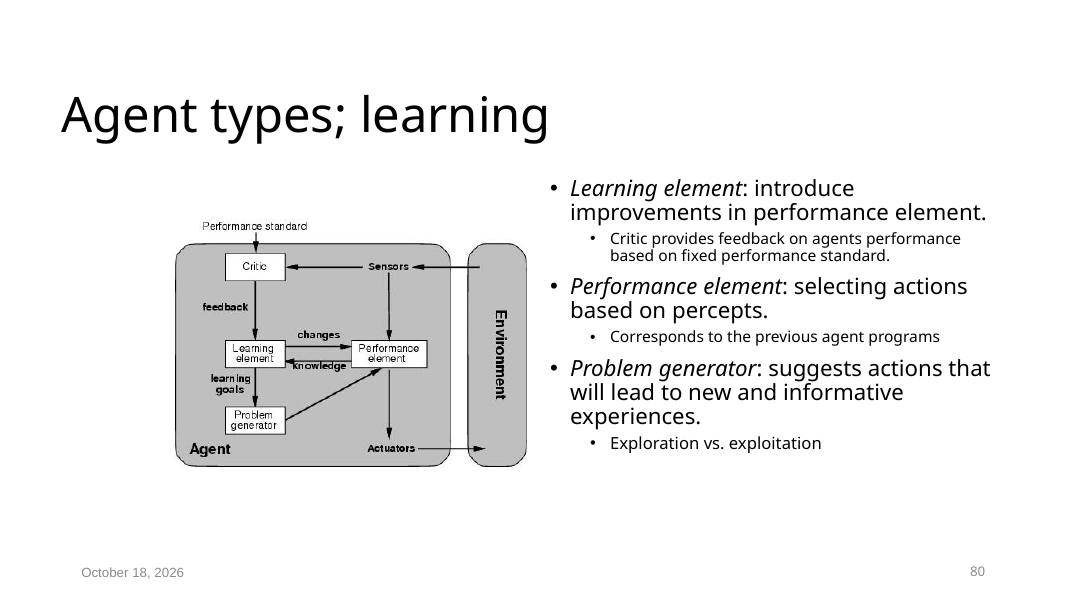 Agent types; learning
Performance standard
Critic
Sensors
feedback
changes
Learning
element
Performance
element
knowledge
learning
goals
Problem
generator
Agent
Actuators
Environment
• Learning element: introduce
improvements in performance element.
• Critic provides feedback on agents performance
based on fixed performance standard.
• Performance element: selecting actions
based on percepts.
• Corresponds to the previous agent programs
• Problem generator: suggests actions that
will lead to new and informative
experiences.
• Exploration vs. exploitation
October 18, 2026
80